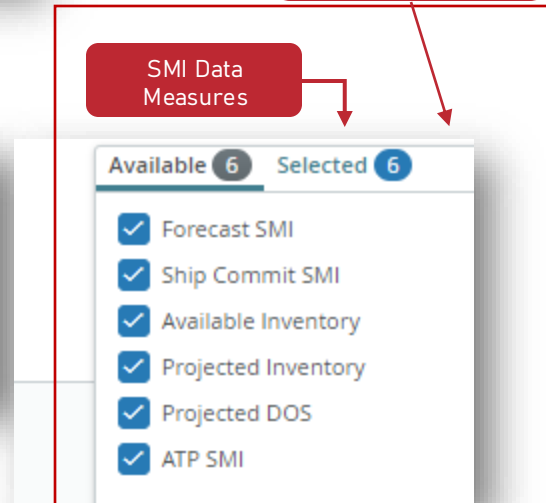 SMI Data
Measures
Available 6 Selected 6
Forecast SMI
Ship Commit SMI
Available Inventory
Projected Inventory
Projected DOS
ATP SMI